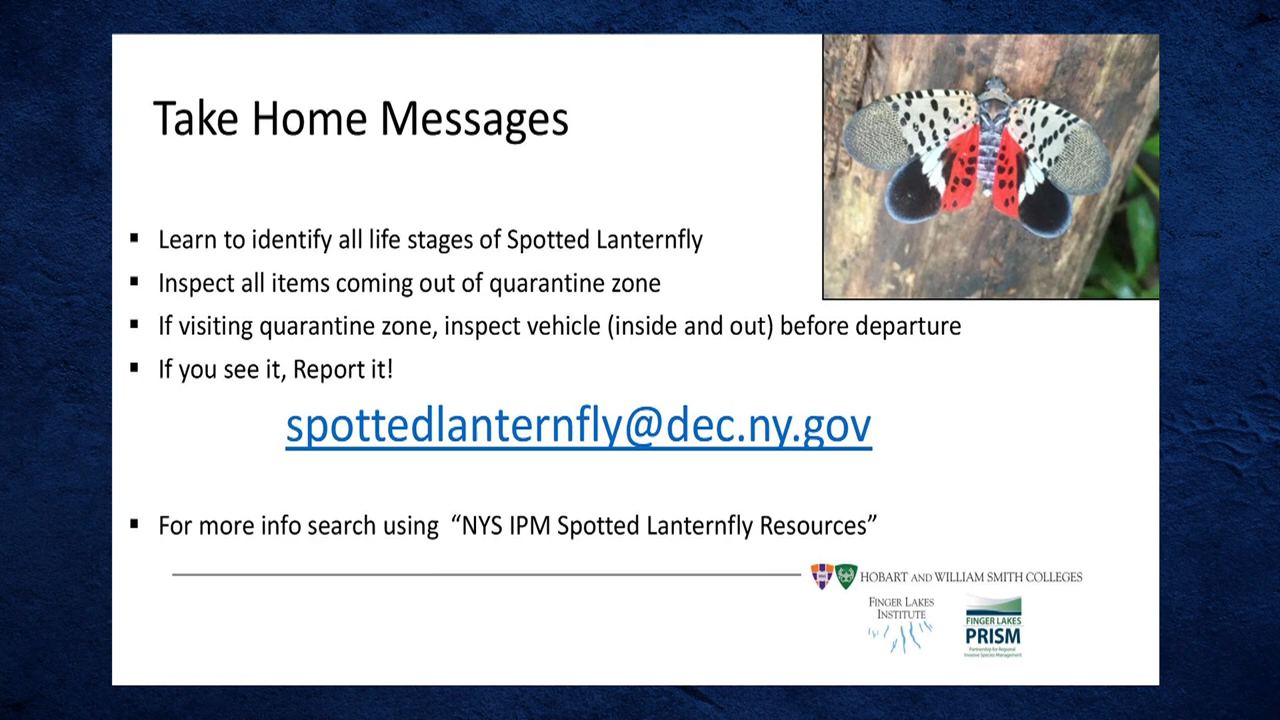 Take Home Messages
▪ Learn to identify all life stages of Spotted Lanternfly
▪ Inspect all items coming out of quarantine zone
▪ If visiting quarantine zone, inspect vehicle (inside and out) before departure
▪ If you see it, Report it!
spottedlanternfly@dec.ny.gov
▪ For more info search using “NYS IPM Spotted Lanternfly Resources”
HOBART AND WILLIAM SMITH COLLEGES
FINGER LAKES
INSTITUTE
FINGER LAKES
PRISM
Partnership for Regional
Invasive Species Management